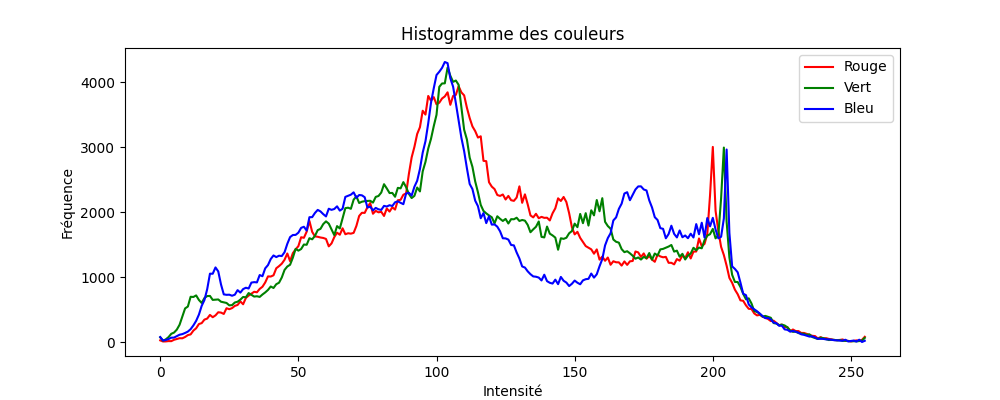 Histogramme des couleurs
Fréquence
4000
3000
2000
1000
0
0 50 100 150 200 250
Intensité
Rouge
Vert
Bleu